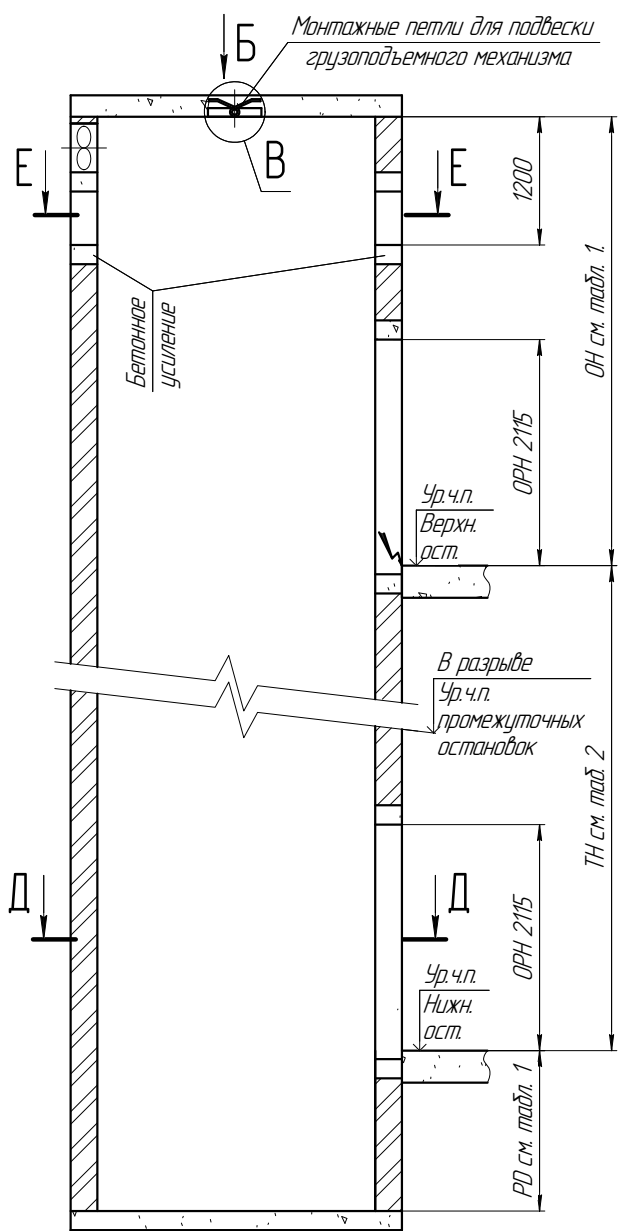 Б
Монтажные петли для подвески
грузоподъемного механизма
В
Е
Е
1200
ОН см. табл. 1.
Бетонное
усиление
ОРН 2115
Ур.ч.п.
Верхн.
ост.
В разрыве
Ур.ч.п.
промежуточных
остановок
ТН см. таб. 2
Д
Д
ОРН 2115
Ур.ч.п.
Нижн.
ост.
PD см. табл. 1